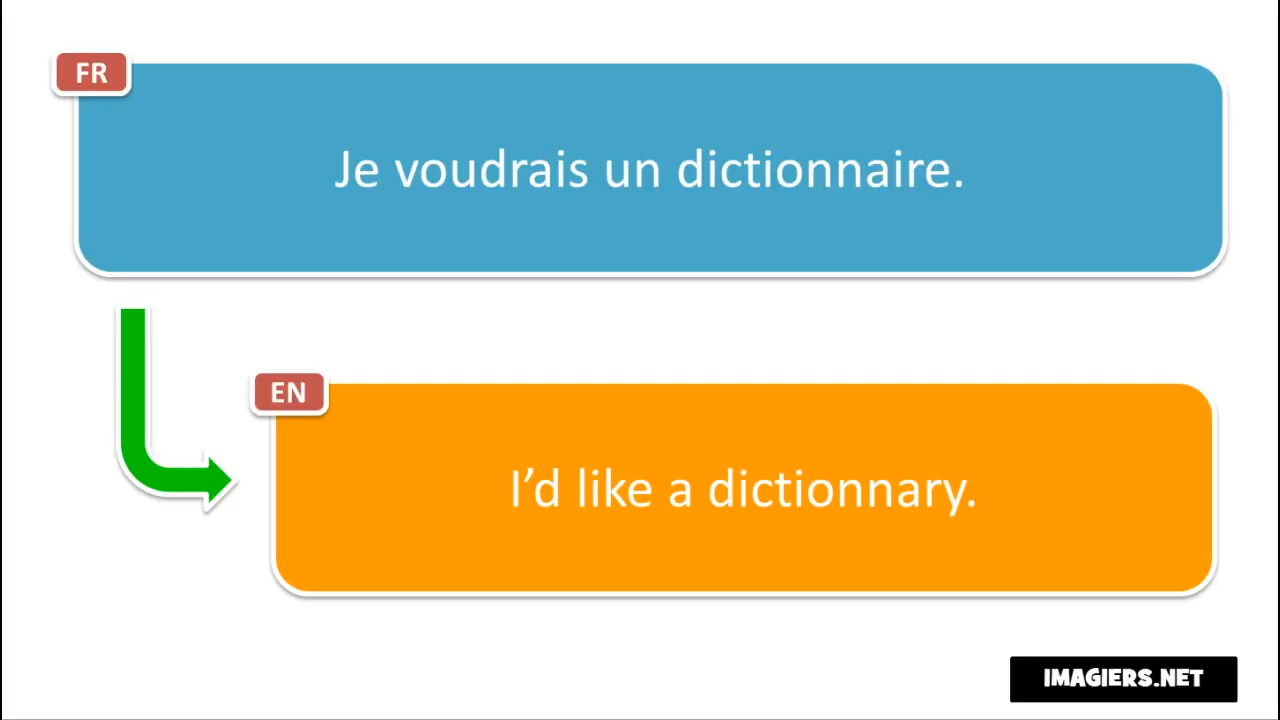 FR
Je voudrais un dictionnaire.
EN
I’d like a dictionnary.
IMAGIERS.NET